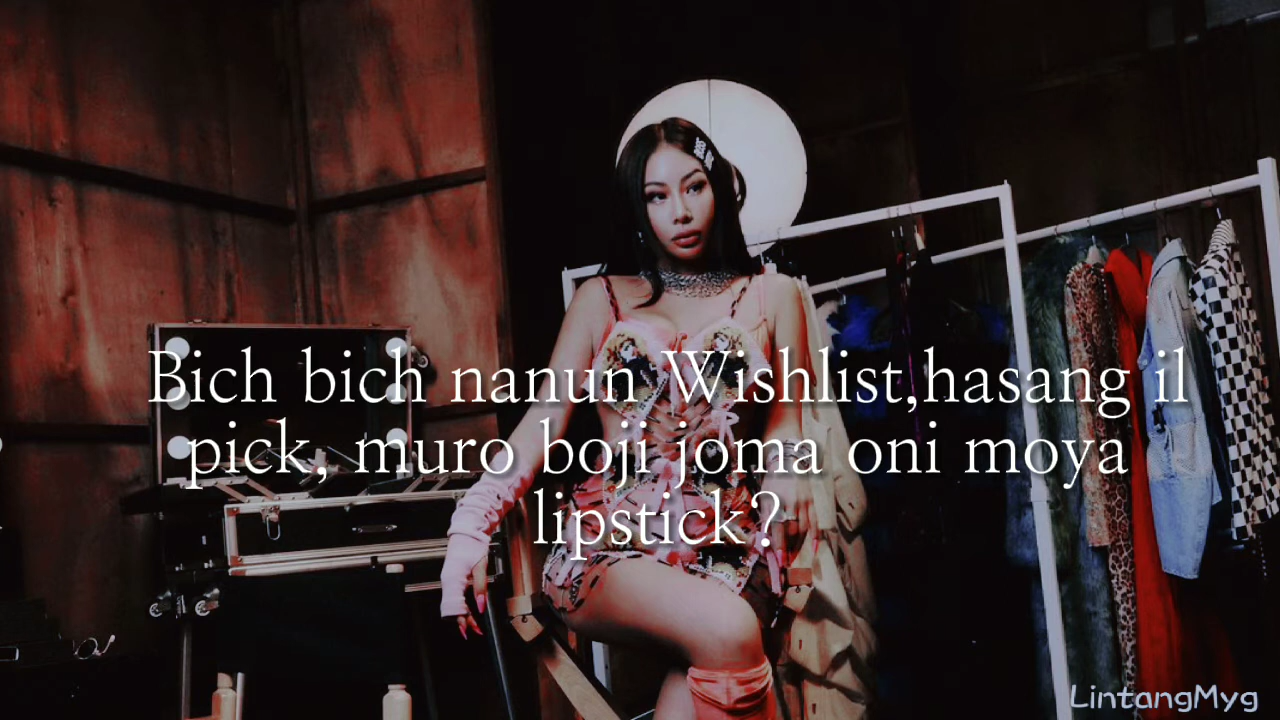 Bich bich nanun Wishlist,hasang il
pick, muro boji joma oni moya
lipstick?
LintangMyg